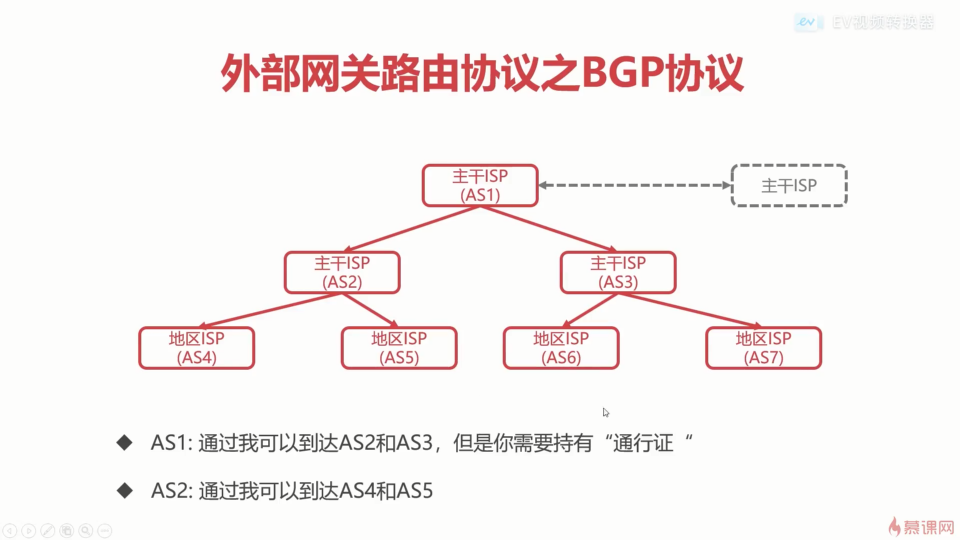 EV视频转换器
外部网关路由协议之BGP协议
主干ISP
(AS1)
主干ISP
主干ISP
(AS2)
主干ISP
(AS3)
地区ISP
(AS4)
地区ISP
(AS5)
地区ISP
(AS6)
地区ISP
(AS7)
◆ AS1: 通过我可以到达AS2和AS3，但是你需要持有“通行证“
◆ AS2: 通过我可以到达AS4和AS5
慕课网